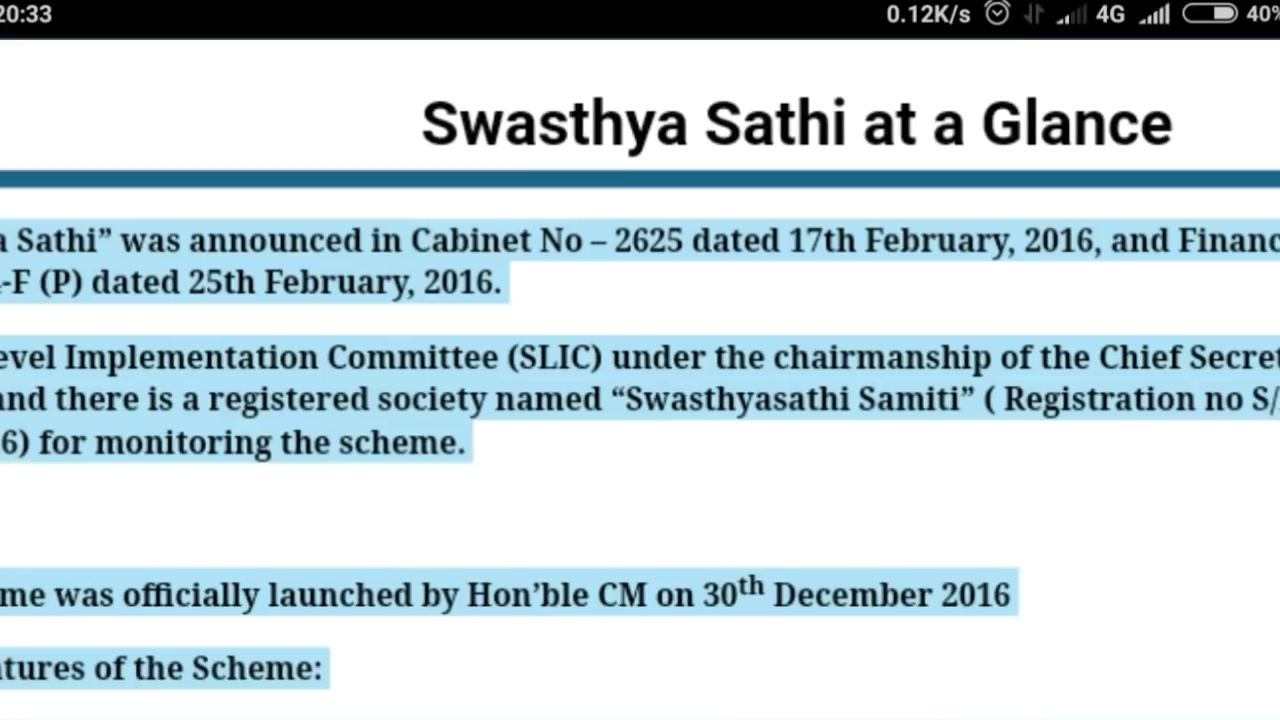 20:33 0.12K/s 4G 40%
Swasthya Sathi at a Glance
a Sathi” was announced in Cabinet No – 2625 dated 17th February, 2016, and Financ
-F (P) dated 25th February, 2016.
evel Implementation Committee (SLIC) under the chairmanship of the Chief Secret
and there is a registered society named “Swasthyasathi Samiti” ( Registration no S/
6) for monitoring the scheme.
me was officially launched by Hon’ble CM on 30th December 2016
atures of the Scheme: